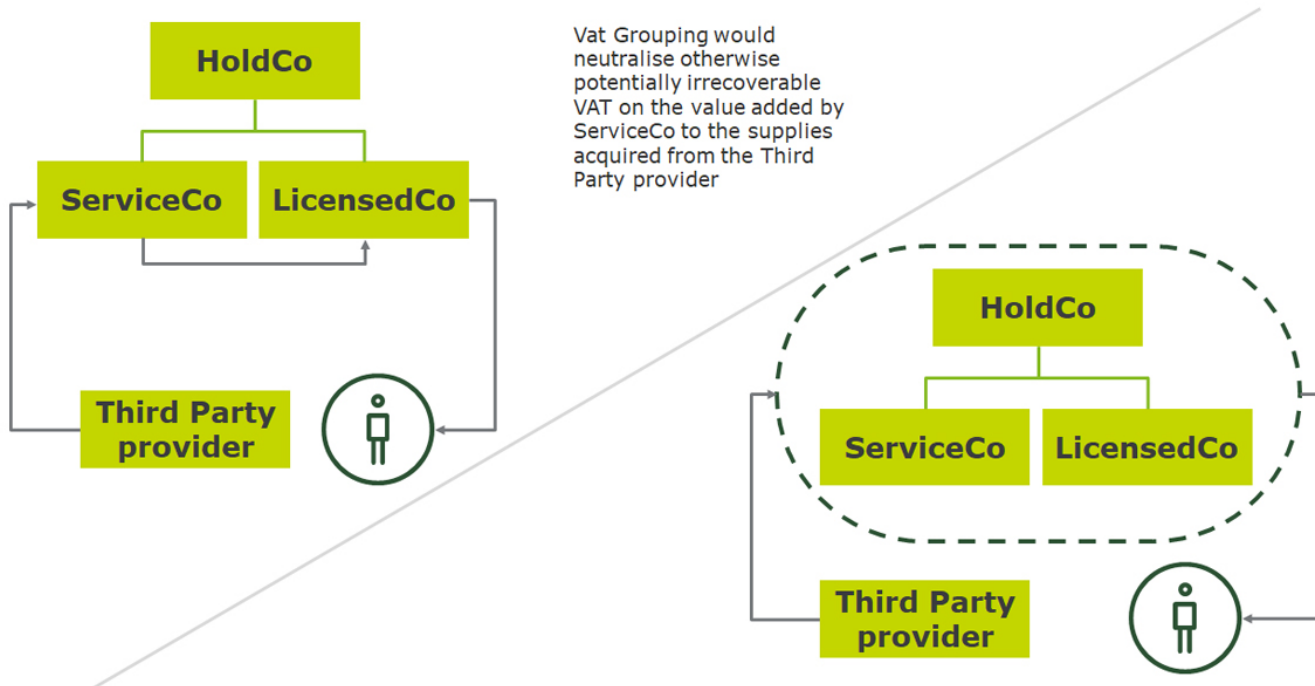 HoldCo
ServiceCo
LicensedCo
Third Party
provider
Vat Grouping would
neutralise otherwise
potentially irrecoverable
VAT on the value added by
ServiceCo to the supplies
acquired from the Third
Party provider
HoldCo
ServiceCo
LicensedCo
Third Party
provider